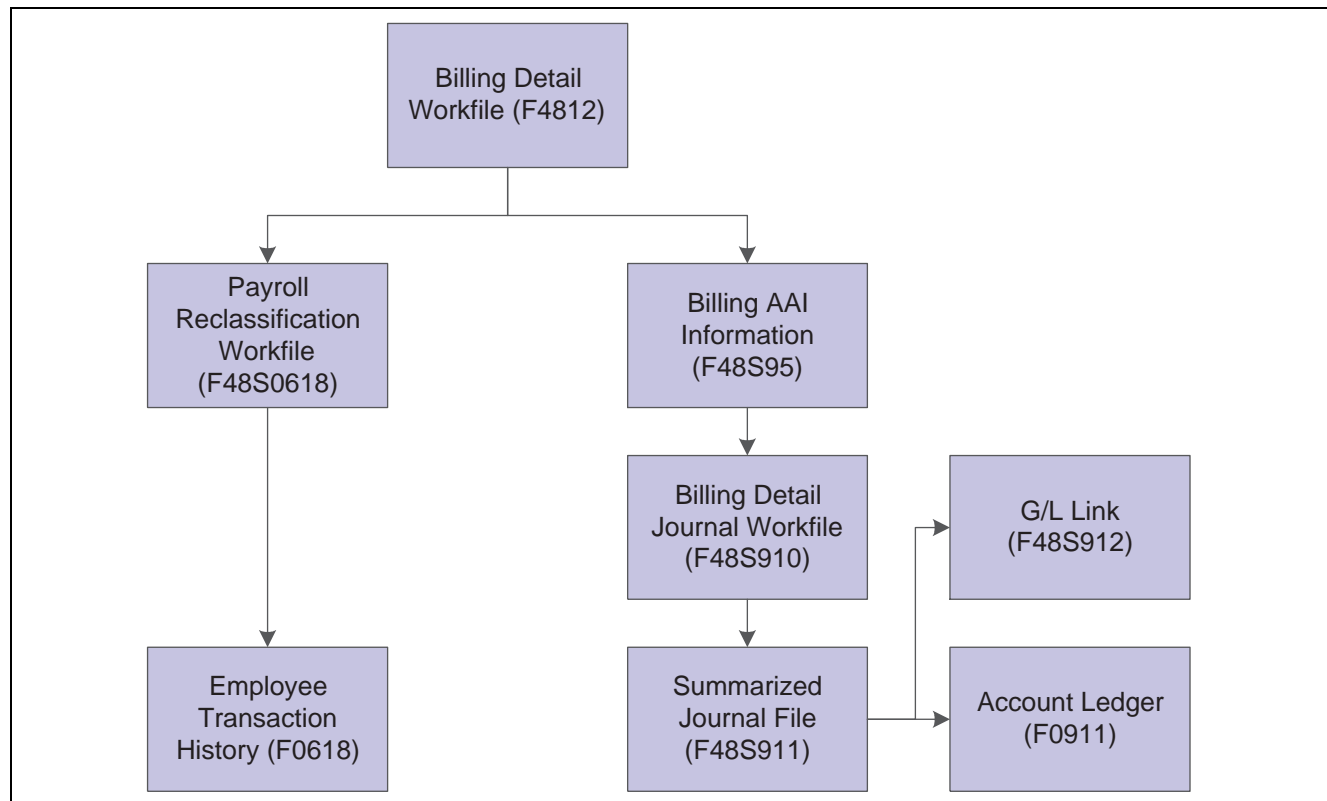 Billing Detail
Workfile (F4812)
Payroll
Reclassification
Workfile
(F48S0618)
Billing AAI
Information
(F48S95)
Billing Detail
Journal Workfile
(F48S910)
G/L Link
(F48S912)
Employee
Transaction
History (F0618)
Summarized
Journal File
(F48S911)
Account Ledger
(F0911)